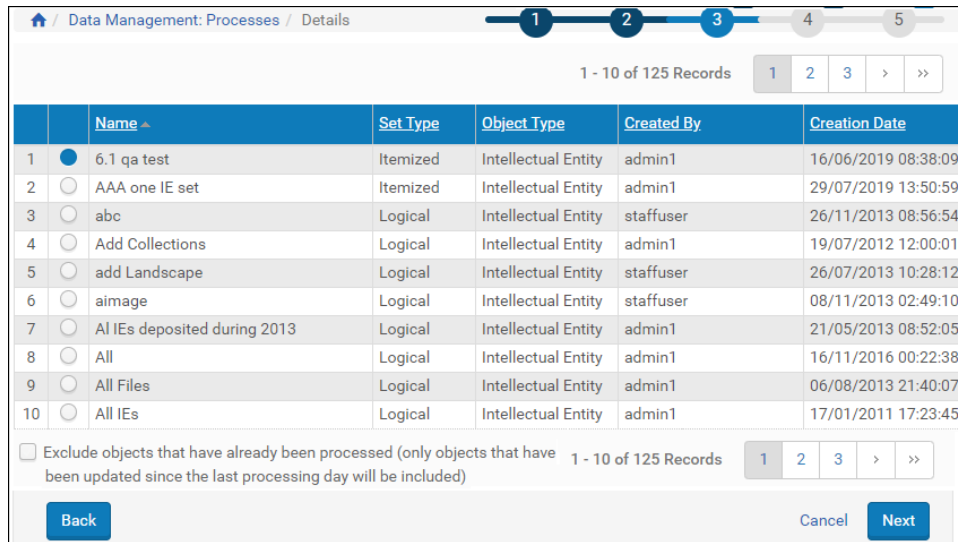 / Data Management: Processes / Details
1 2 3 4 5
1 - 10 of 125 Records 1 2 3 > >>
Name Set Type Object Type Created By Creation Date
1 6.1 qa test Itemized Intellectual Entity admin1 16/06/2019 08:38:09
2 AAA one IE set Itemized Intellectual Entity admin1 29/07/2019 13:50:59
3 abc Logical Intellectual Entity staffuser 26/11/2013 08:56:54
4 Add Collections Logical Intellectual Entity admin1 19/07/2012 12:00:01
5 add Landscape Logical Intellectual Entity staffuser 26/07/2013 10:28:12
6 aimage Logical Intellectual Entity staffuser 08/11/2013 02:49:10
7 Al IEs deposited during 2013 Logical Intellectual Entity admin1 21/05/2013 08:52:05
8 All Logical Intellectual Entity admin1 16/11/2016 00:22:38
9 All Files Logical Intellectual Entity admin1 06/08/2013 21:40:07
10 All IEs Logical Intellectual Entity admin1 17/01/2011 17:23:45
Exclude objects that have already been processed (only objects that have
been updated since the last processing day will be included)
1 - 10 of 125 Records 1 2 3 > >>
Back Cancel Next